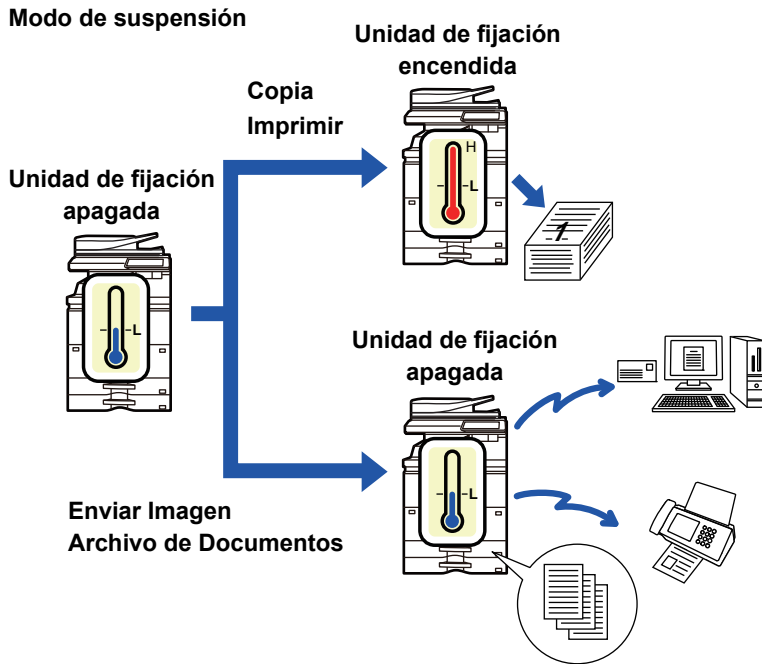 Modo de suspensión
Unidad de fijación
encendida
Copia
Imprimir
H
L
1
Unidad de fijación
apagada
L
Unidad de fijación
apagada
L
Enviar Imagen
Archivo de Documentos